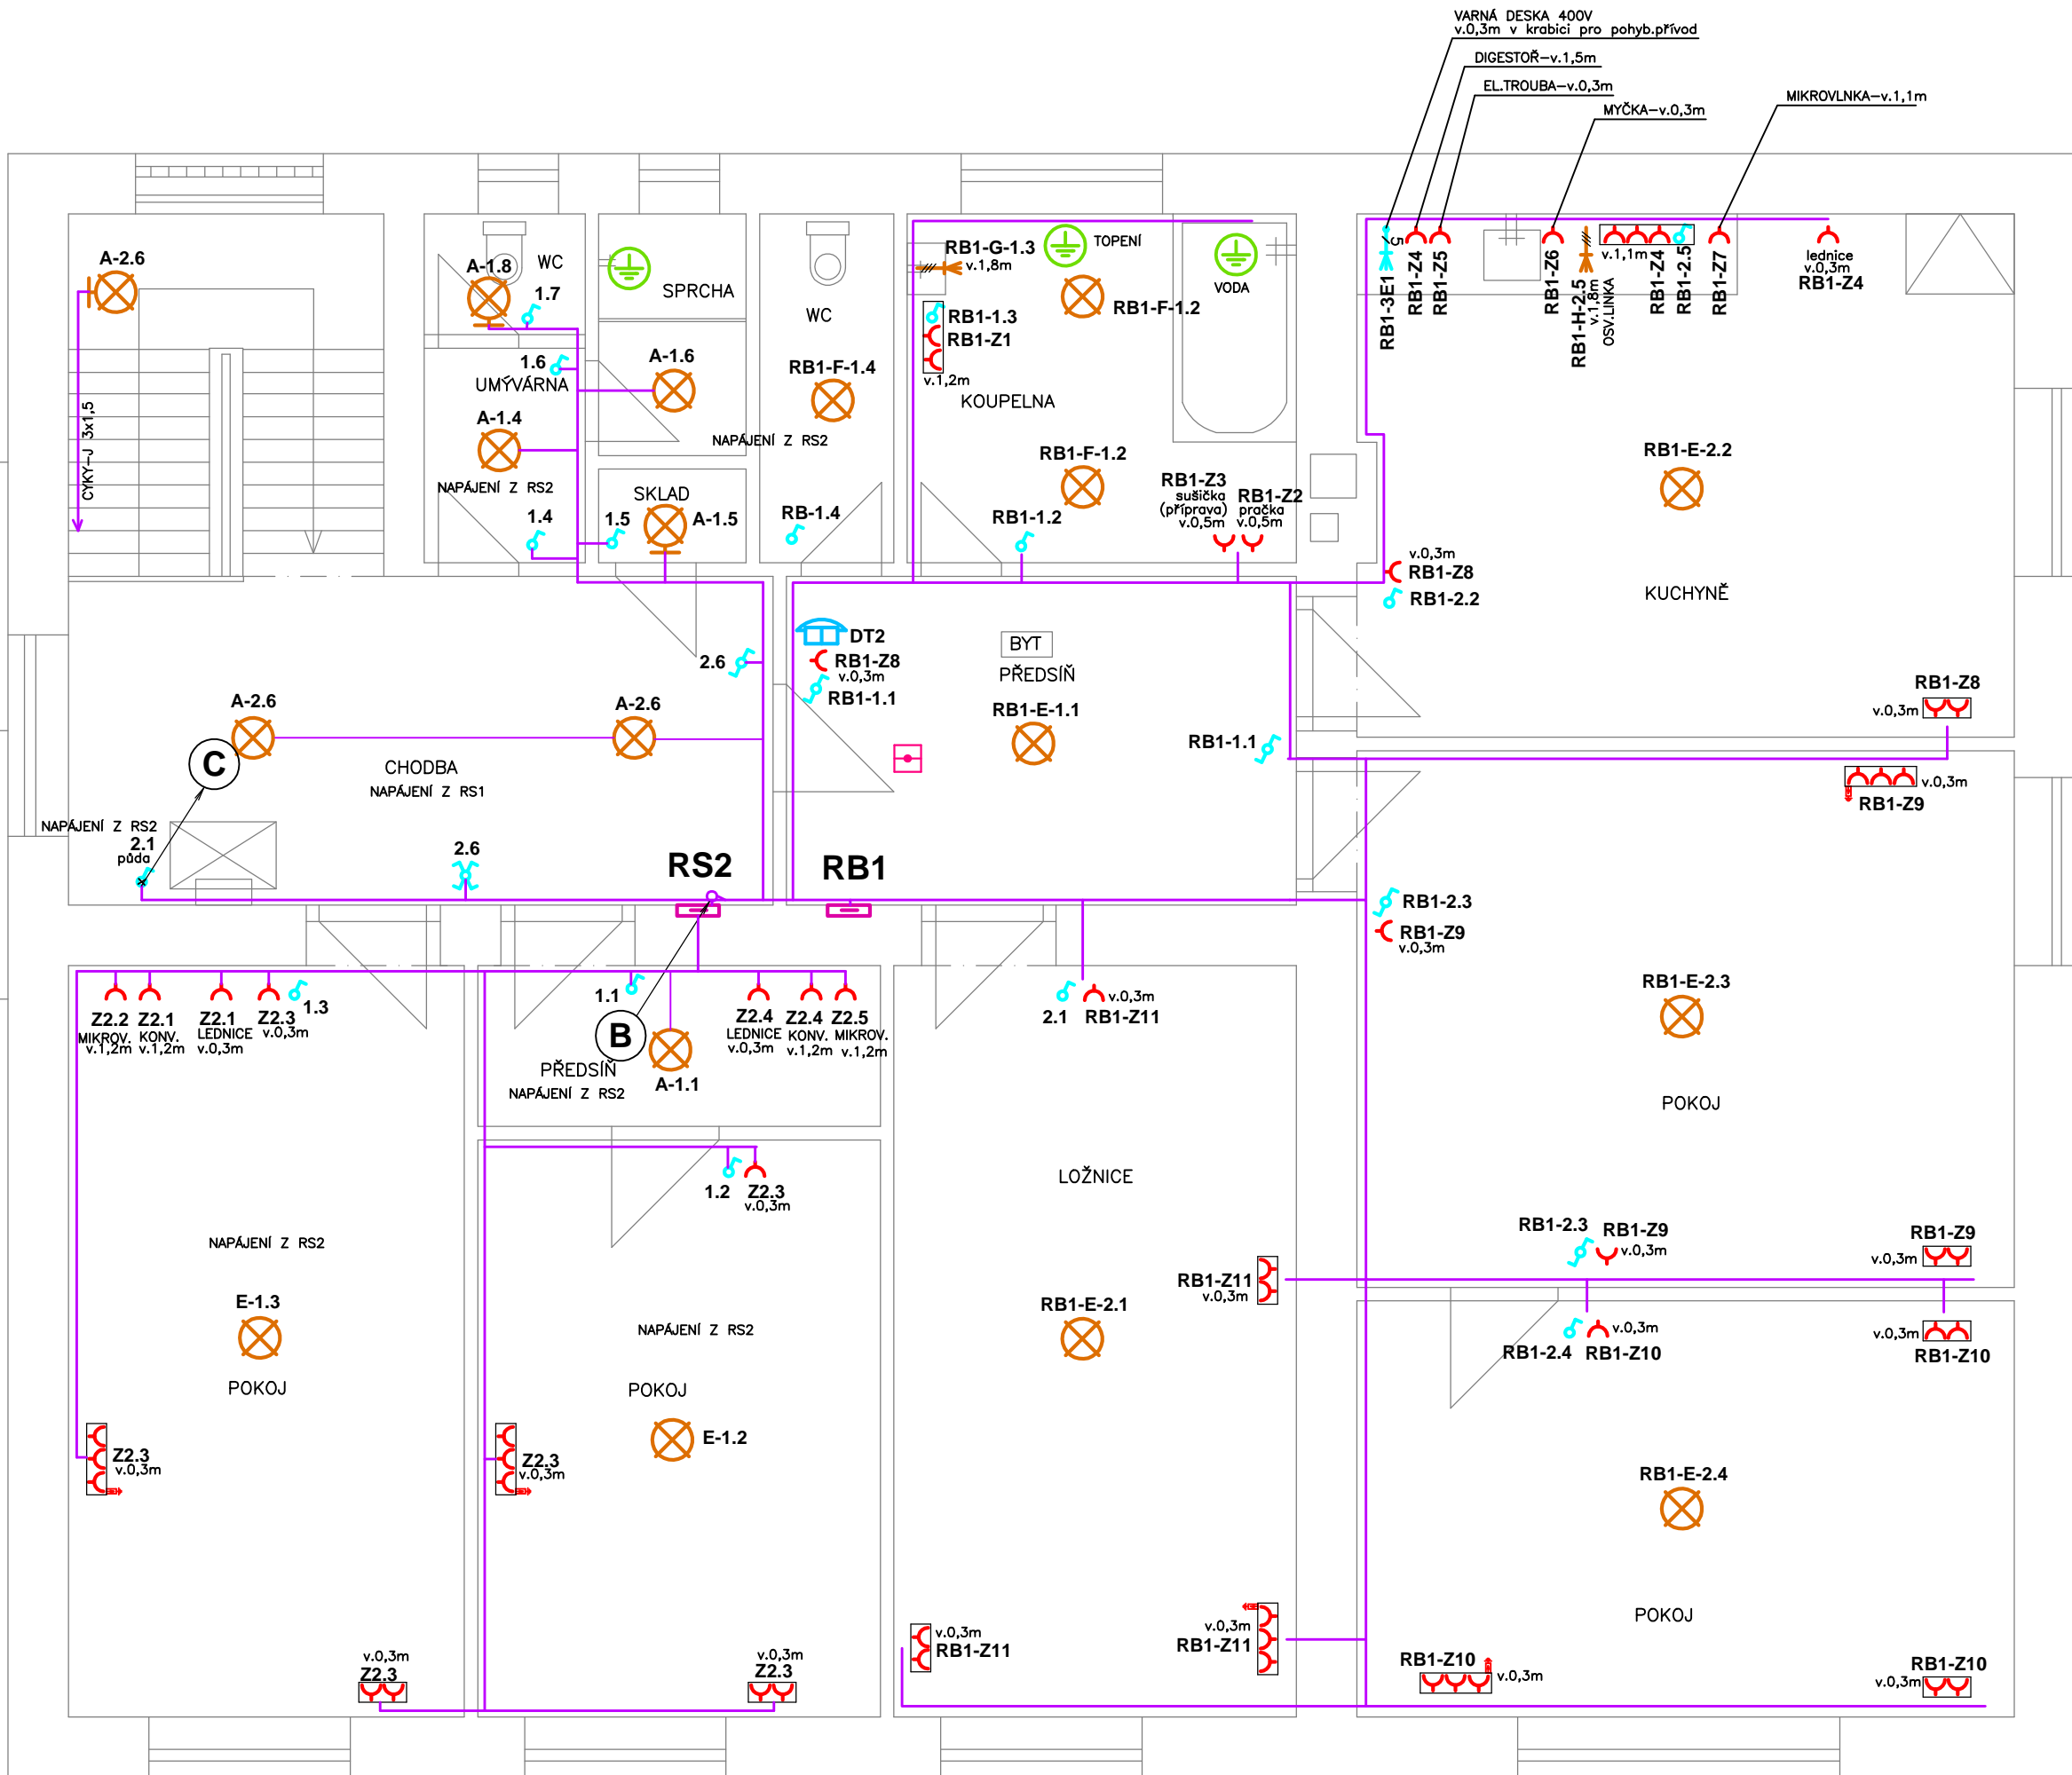 VARNÁ DESKA 400V
v.0,3m v krabici pro pohyb.přívod
DIGESTOŘ–v.1,5m
EL.TROUBA–v.0,3m
MYČKA–v.0,3m
MIKROVLNKA–v.1,1m
A-2.6
CYKY–J 3x1,5
A-1.8
WC
1.7
1.6
UMÝVÁRNA
A-1.4
NAPÁJENÍ Z RS2
1.4
SPRCHA
A-1.6
NAPÁJENÍ Z RS2
SKLAD
1.5
A-1.5
WC
RB1-F-1.4
RB-1.4
RB1-G-1.3
v.1,8m
TOPENÍ
VODA
RB1-F-1.2
RB1-1.3
RB1-Z1
v.1,2m
KOUPELNA
RB1-F-1.2
RB1-1.2
RB1-Z3
sušička
(příprava)
v.0,5m
RB1-Z2
pračka
v.0,5m
5
RB1-3E1
RB1-Z4
RB1-Z5
RB1-Z6
RB1-H-2.5
v.1,8m
OSV.LINKA
v.1,1m
RB1-Z4
RB1-2.5
RB1-Z7
lednice
v.0,3m
RB1-Z4
RB1-E-2.2
KUCHYNĚ
v.0,3m
RB1-Z8
RB1-2.2
RB1-Z8
v.0,3m
2.6
A-2.6
A-2.6
C
CHODBA
NAPÁJENÍ Z RS1
NAPÁJENÍ Z RS2
2.1
půda
2.6
RS2
RB1
DT2
RB1-Z8
v.0,3m
RB1-1.1
BYT
PŘEDSÍŇ
RB1-E-1.1
RB1-1.1
v.0,3m
RB1-Z9
RB1-2.3
RB1-Z9
v.0,3m
RB1-E-2.3
POKOJ
RB1-2.3
RB1-Z9
v.0,3m
RB1-Z9
v.0,3m
Z2.2
MIKROV.
v.1,2m
Z2.1
KONV.
v.1,2m
Z2.1
LEDNICE
v.0,3m
Z2.3
v.0,3m
1.3
1.1
B
A-1.1
PŘEDSÍŇ
NAPÁJENÍ Z RS2
Z2.4
LEDNICE
v.0,3m
Z2.4
KONV.
v.1,2m
Z2.5
MIKROV.
v.1,2m
2.1
v.0,3m
RB1-Z11
1.2
Z2.3
v.0,3m
LOŽNICE
NAPÁJENÍ Z RS2
E-1.3
POKOJ
Z2.3
v.0,3m
v.0,3m
Z2.3
NAPÁJENÍ Z RS2
POKOJ
E-1.2
Z2.3
v.0,3m
v.0,3m
Z2.3
RB1-Z11
v.0,3m
RB1-E-2.1
v.0,3m
RB1-Z11
v.0,3m
RB1-Z11
v.0,3m
RB1-2.4
RB1-Z10
v.0,3m
RB1-Z10
RB1-E-2.4
POKOJ
RB1-Z10
v.0,3m
RB1-Z10
v.0,3m